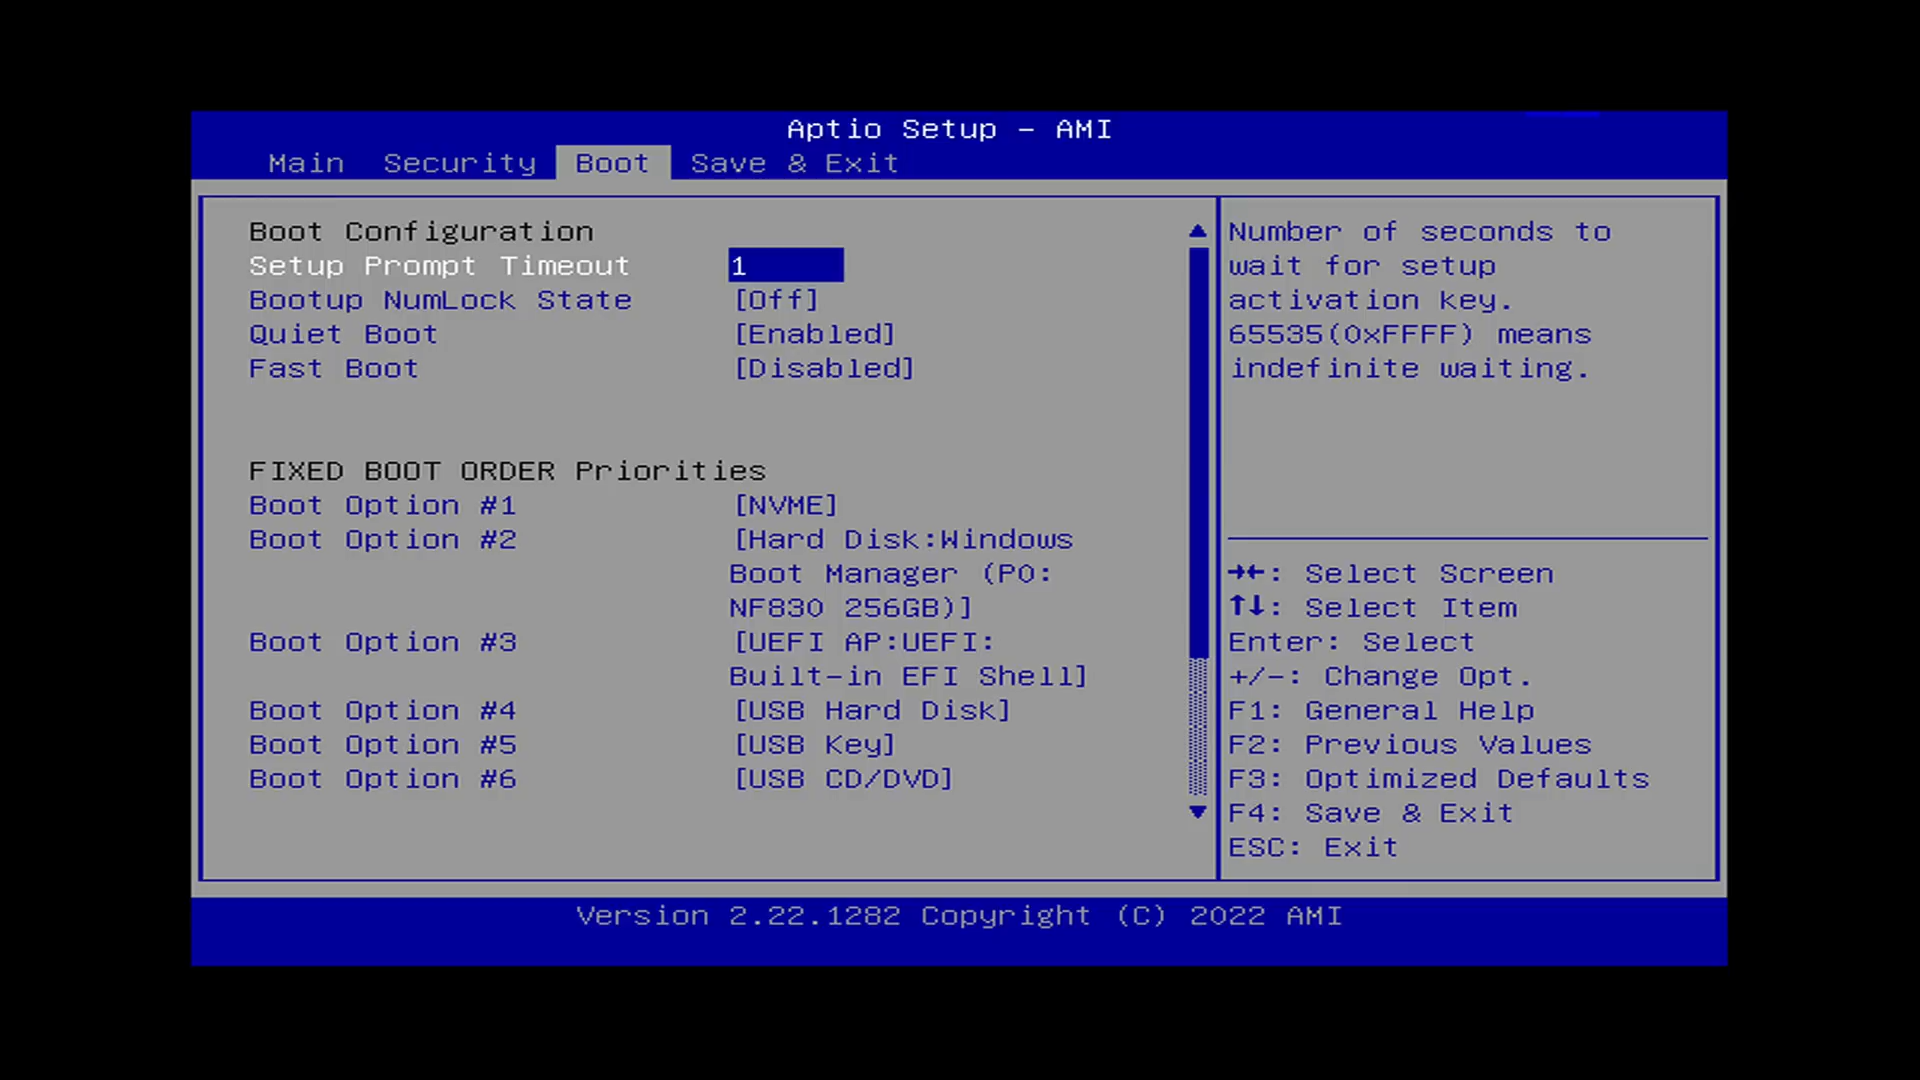 Aptio Setup – AMI
Main Security Boot Save & Exit
Boot Configuration
Setup Prompt Timeout 1
Bootup NumLock State [Off]
Quiet Boot [Enabled]
Fast Boot [Disabled]
FIXED BOOT ORDER Priorities
Boot Option #1 [NVME]
Boot Option #2 [Hard Disk:Windows
Boot Manager (P0:
NF830 256GB)]
Boot Option #3 [UEFI AP:UEFI:
Built-in EFI Shell]
Boot Option #4 [USB Hard Disk]
Boot Option #5 [USB Key]
Boot Option #6 [USB CD/DVD]
Number of seconds to
wait for setup
activation key.
65535(0xFFFF) means
indefinite waiting.
→←: Select Screen
↑↓: Select Item
Enter: Select
+/-: Change Opt.
F1: General Help
F2: Previous Values
F3: Optimized Defaults
F4: Save & Exit
ESC: Exit
Version 2.22.1282 Copyright (C) 2022 AMI